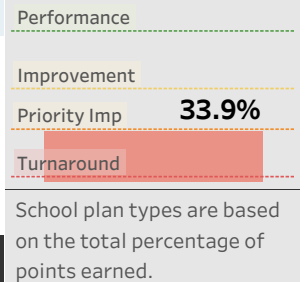 Performance
Improvement
Priority Imp 33.9%
Turnaround
School plan types are based
on the total percentage of
points earned.